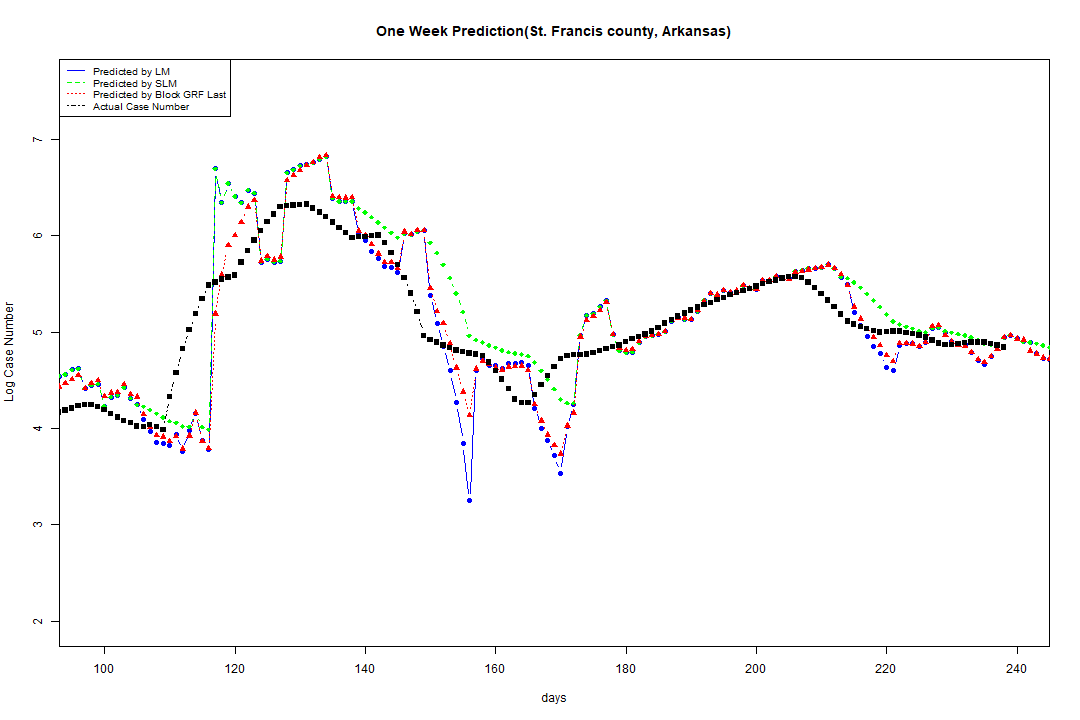 One Week Prediction(St. Francis county, Arkansas)
Predicted by LM
Predicted by SLM
Predicted by Block GRF Last
Actual Case Number
7
6
5
4
3
2
Log Case Number
100 120 140 160 180 200 220 240
days